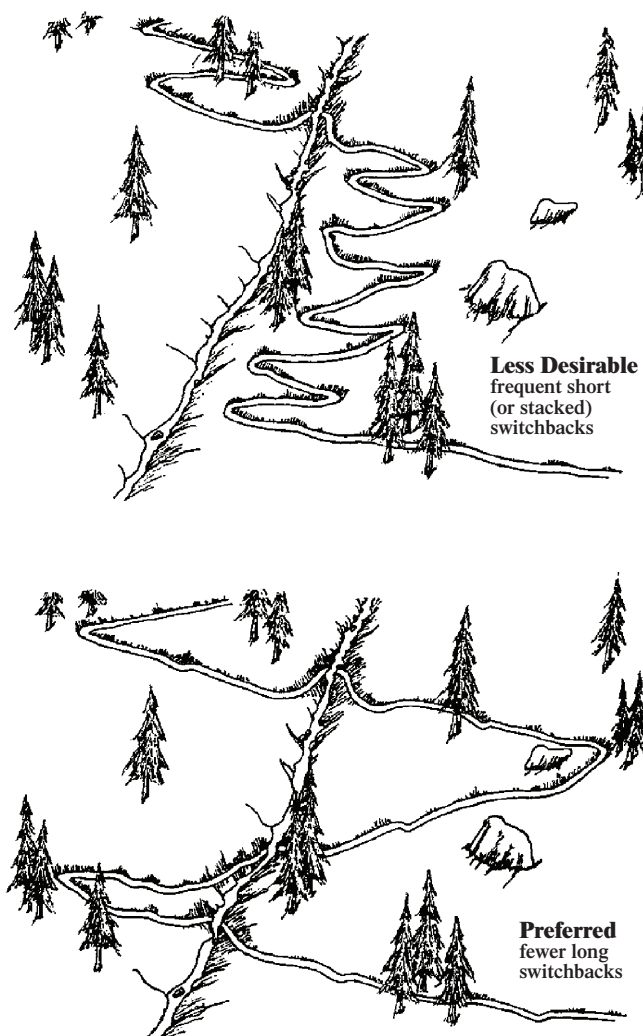 Less Desirable
frequent short
(or stacked)
switchbacks
Preferred
fewer long
switchbacks